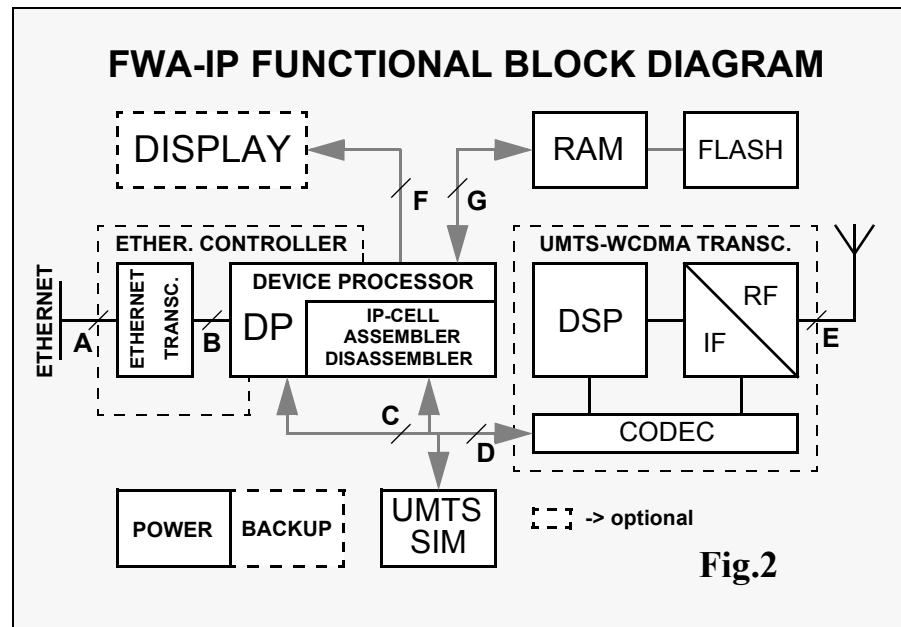 FWA-IP FUNCTIONAL BLOCK DIAGRAM
DISPLAY
RAM
FLASH
F
G
ETHER. CONTROLLER
UMTS-WCDMA TRANSC.
ETHERNET
A
ETHERNET
TRANSC.
B
DEVICE PROCESSOR
DP
IP-CELL
ASSEMBLER
DISASSEMBLER
DSP
RF
IF
E
C
D
CODEC
POWER
BACKUP
UMTS
SIM
-> optional
Fig.2